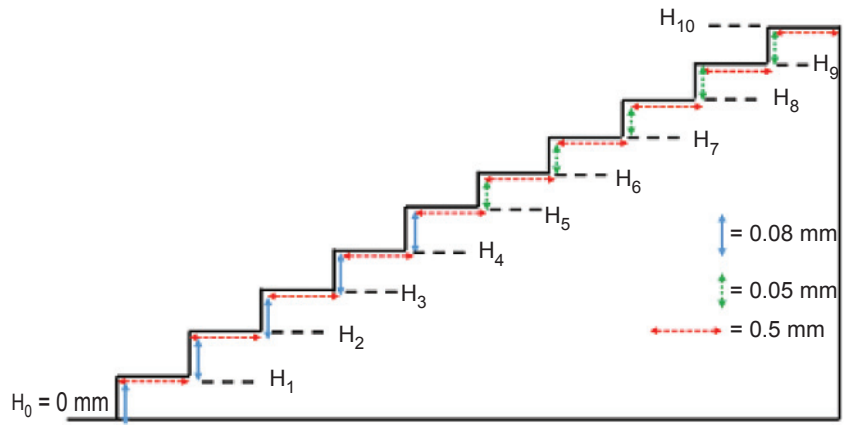 H10
H9
H8
H7
H6
H5
H4
H3
H2
H1
H0 = 0 mm
= 0.08 mm
= 0.05 mm
= 0.5 mm